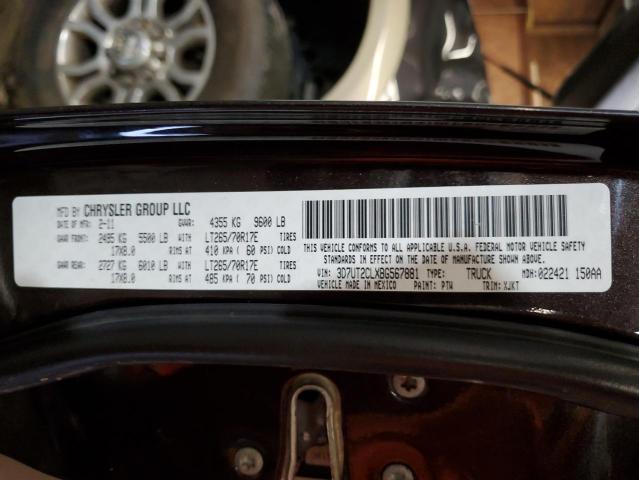 MFD BY CHRYSLER GROUP LLC
DATE OF MFR: 2-11 GVWR: 4355 KG 9600 LB
GAWR FRONT: 2495 KG 5500 LB WITH LT265/70R17E TIRES
17X8.0 RIMS AT 410 KPA ( 60 PSI) COLD
GAWR REAR: 2727 KG 6010 LB WITH LT265/70R17E TIRES
17X8.0 RIMS AT 485 KPA ( 70 PSI) COLD
THIS VEHICLE CONFORMS TO ALL APPLICABLE U.S.A. FEDERAL MOTOR VEHICLE SAFETY
STANDARDS IN EFFECT ON THE DATE OF MANUFACTURE SHOWN ABOVE.
VIN: 3D7UT2CLXBG567881 TYPE: TRUCK MDH: 022421 150AA
VEHICLE MADE IN MEXICO PAINT: PTW TRIM: XJKT